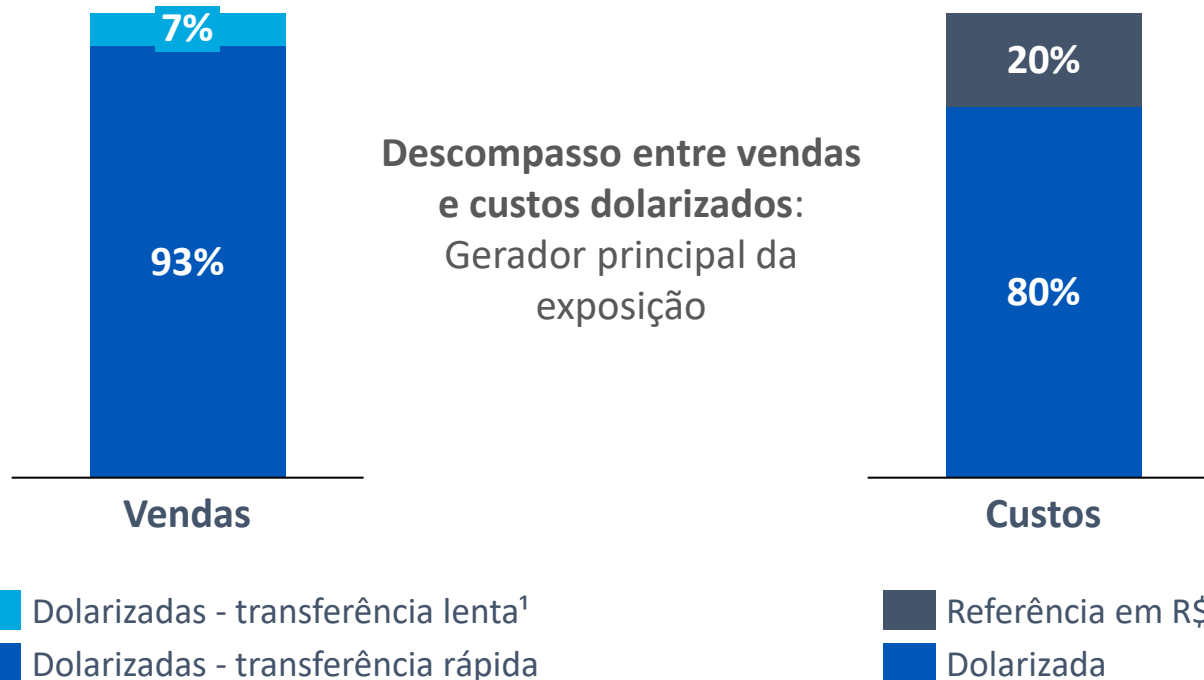 7%
93%
Vendas
Dolarizadas - transferência lenta¹
Dolarizadas - transferência rápida
Descompasso entre vendas
e custos dolarizados:
Gerador principal da
exposição
20%
80%
Custos
Referência em R$
Dolarizada